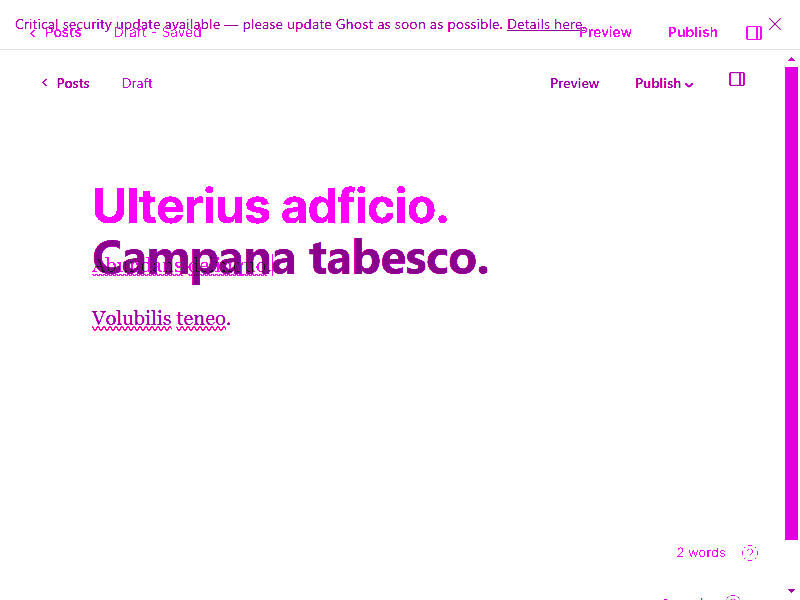 Critical security update available — please update Ghost as soon as possible. Details here.
Posts Draft - Saved Preview Publish
Posts Draft Preview Publish
Ulterius adficio.
Campana tabesco.
Volubilis teneo.
2 words